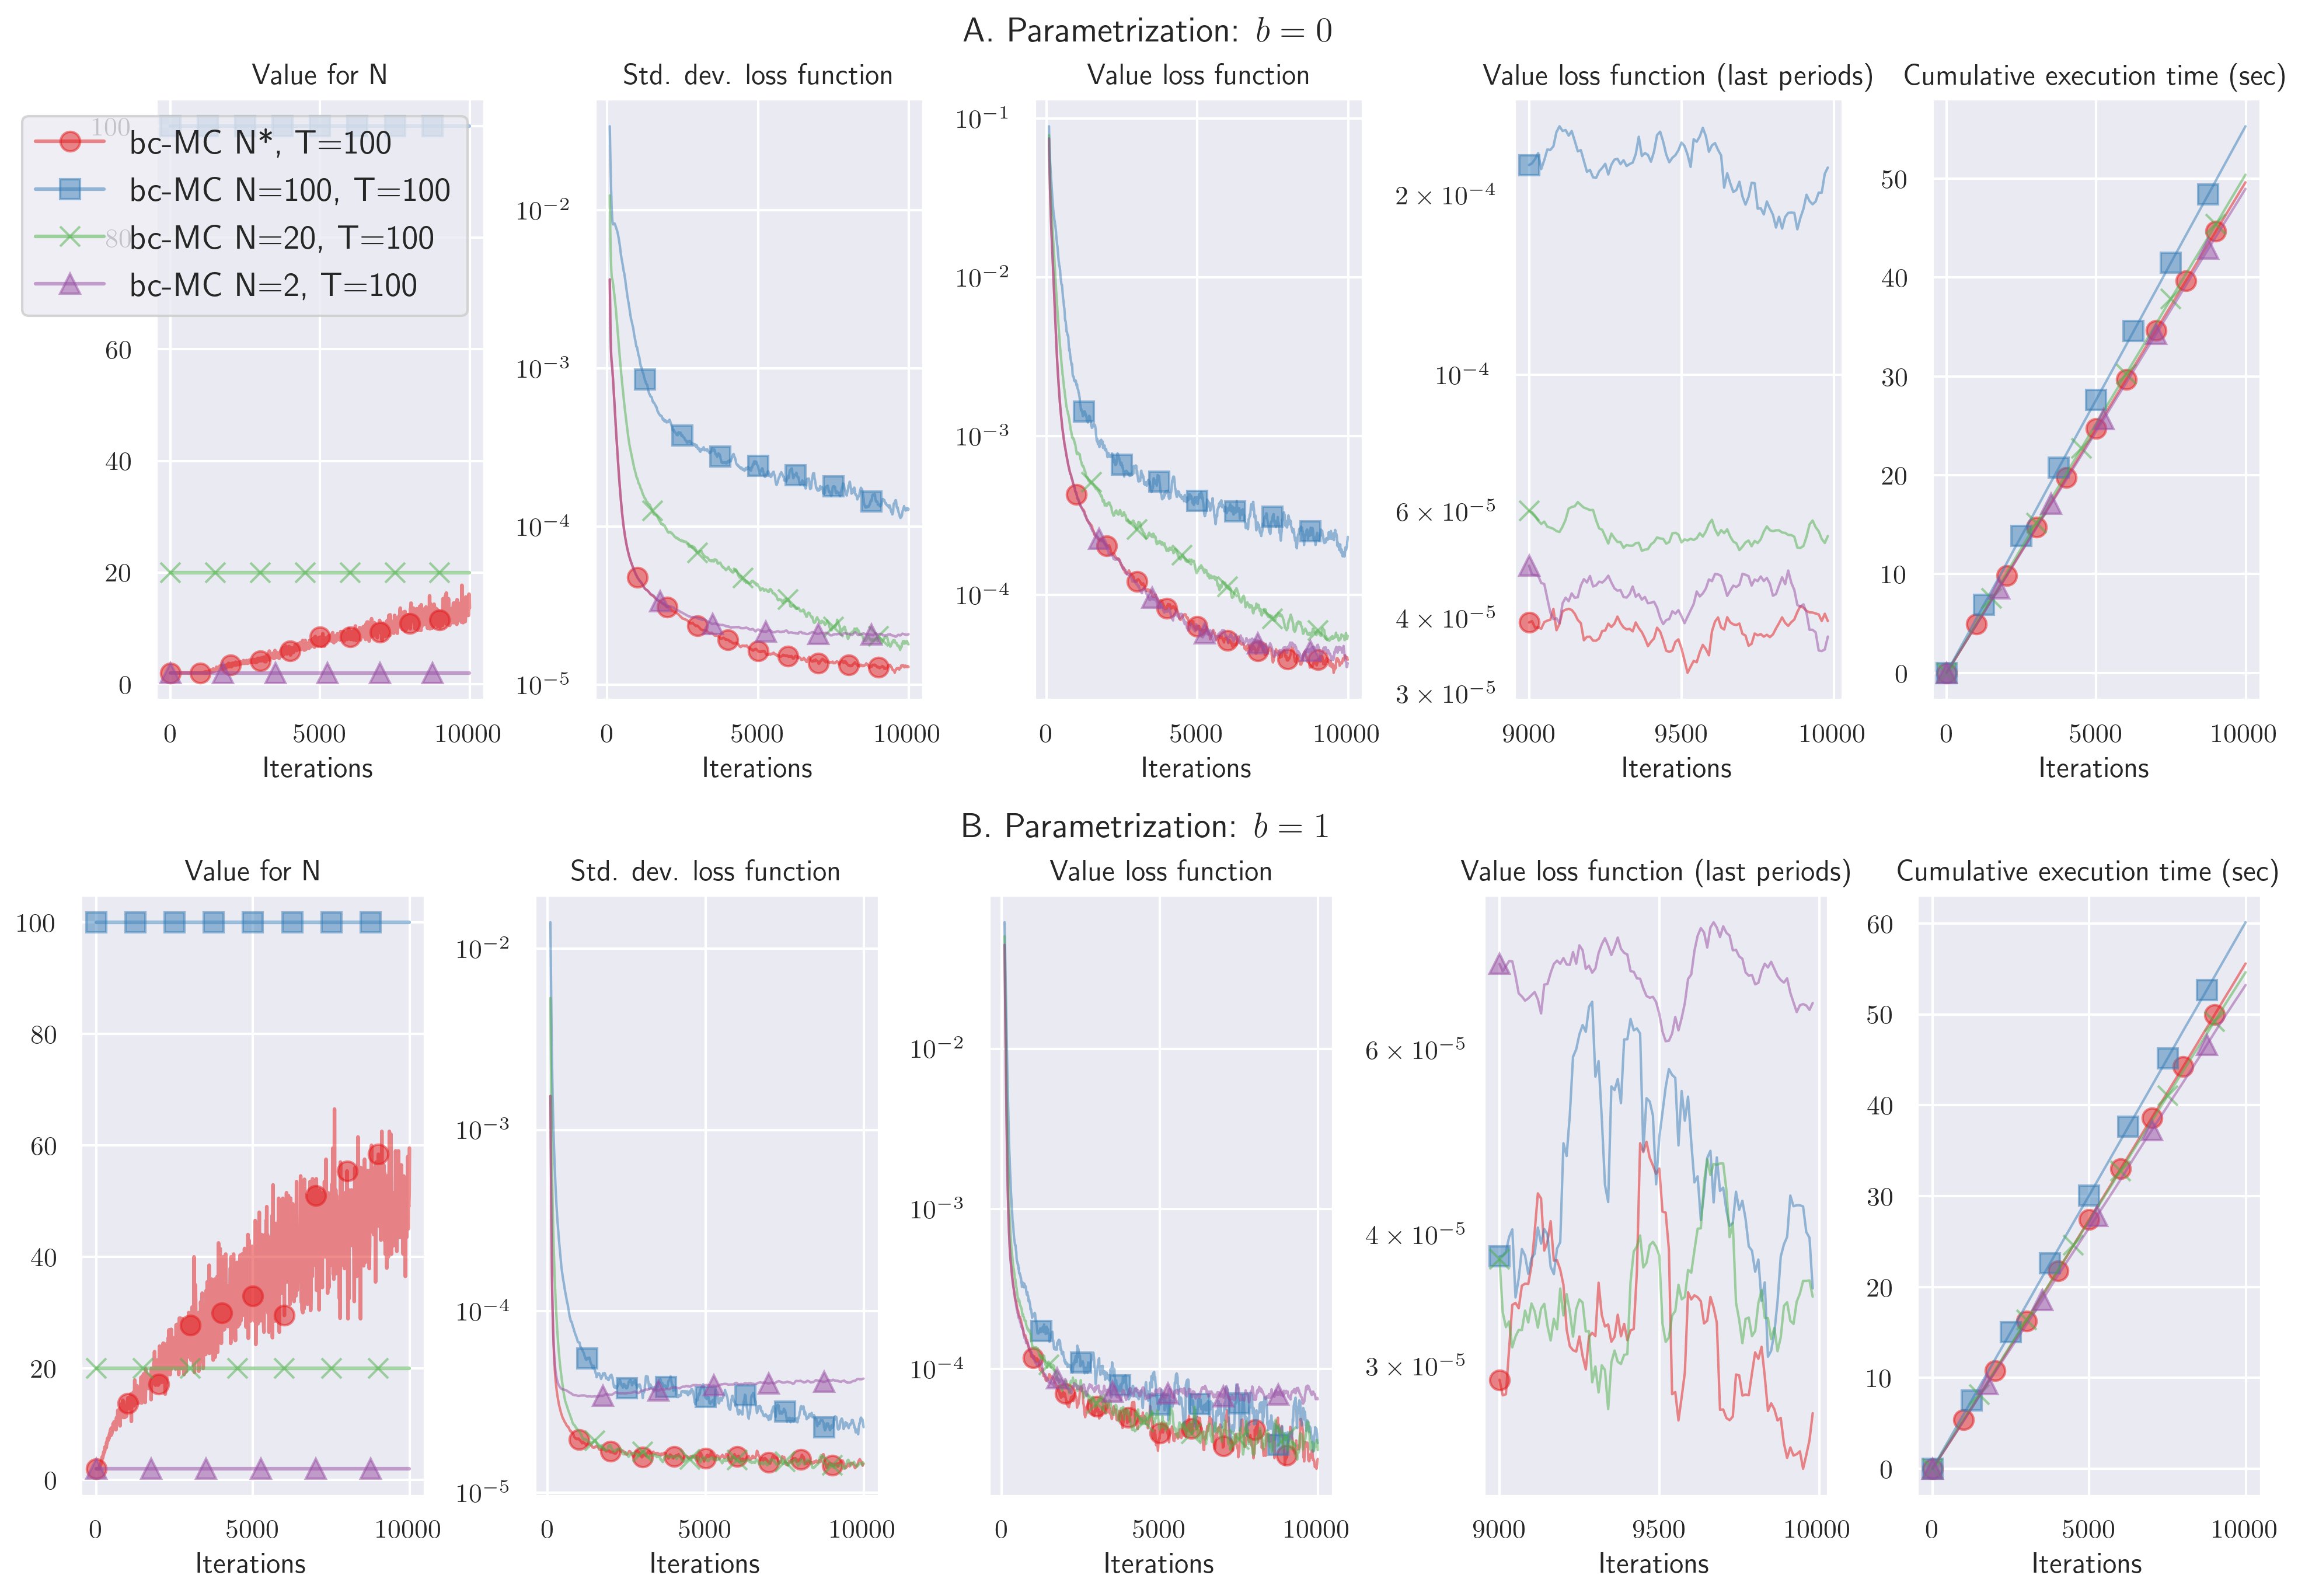 A. Parametrization: b = 0
Value for N
Std. dev. loss function
Value loss function
Value loss function (last periods)
Cumulative execution time (sec)
bc-MC N*, T=100
bc-MC N=100, T=100
bc-MC N=20, T=100
bc-MC N=2, T=100
100
80
60
40
20
0
0 5000 10000
Iterations
10⁻²
10⁻³
10⁻⁴
10⁻⁵
0 5000 10000
Iterations
10⁻¹
10⁻²
10⁻³
10⁻⁴
0 5000 10000
Iterations
2 × 10⁻⁴
10⁻⁴
6 × 10⁻⁵
4 × 10⁻⁵
3 × 10⁻⁵
9000 9500 10000
Iterations
50
40
30
20
10
0
0 5000 10000
Iterations
B. Parametrization: b = 1
Value for N
Std. dev. loss function
Value loss function
Value loss function (last periods)
Cumulative execution time (sec)
100
80
60
40
20
0
0 5000 10000
Iterations
10⁻²
10⁻³
10⁻⁴
10⁻⁵
0 5000 10000
Iterations
10⁻²
10⁻³
10⁻⁴
0 5000 10000
Iterations
6 × 10⁻⁵
4 × 10⁻⁵
3 × 10⁻⁵
9000 9500 10000
Iterations
60
50
40
30
20
10
0
0 5000 10000
Iterations